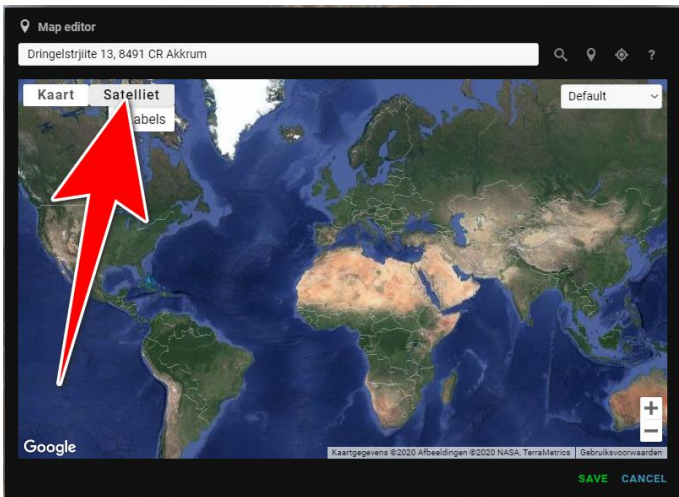 Map editor
Dringelstrjiite 13, 8491 CR Akkrum
?
Kaart Satelliet
Default
abels
+
−
Google
Kaartgegevens ©2020 Afbeeldingen ©2020 NASA, TerraMetrics Gebruiksvoorwaarden
SAVE CANCEL